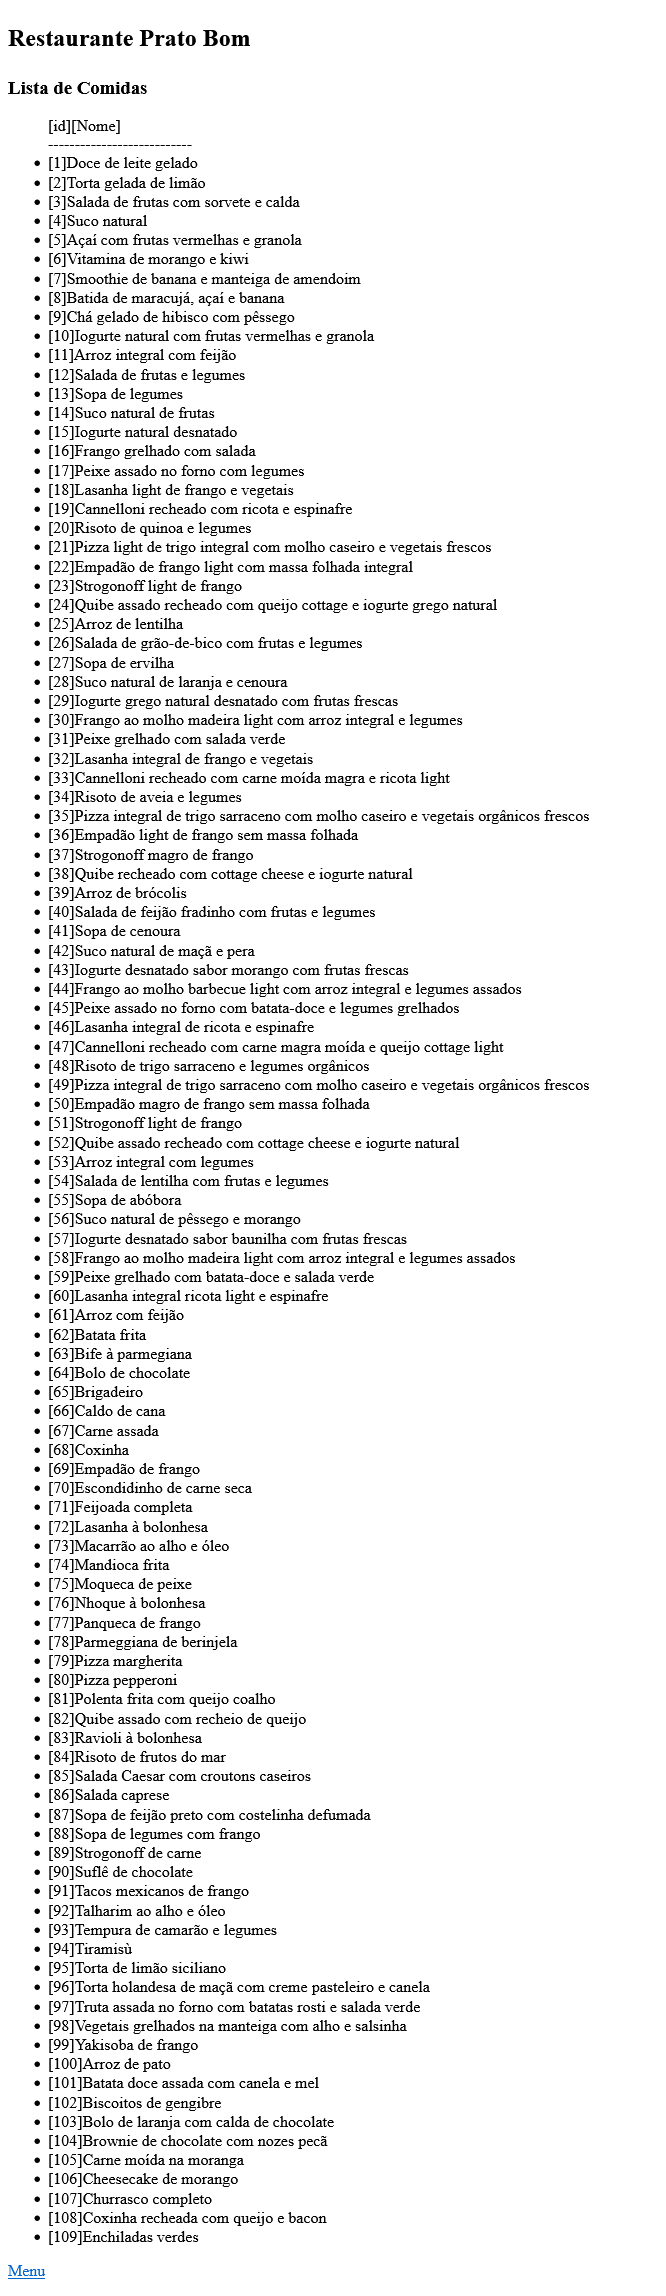 Restaurante Prato Bom
Lista de Comidas
[id][Nome]
---------------------------
[1]Doce de leite gelado
[2]Torta gelada de limão
[3]Salada de frutas com sorvete e calda
[4]Suco natural
[5]Açaí com frutas vermelhas e granola
[6]Vitamina de morango e kiwi
[7]Smoothie de banana e manteiga de amendoim
[8]Batida de maracujá, açaí e banana
[9]Chá gelado de hibisco com pêssego
[10]Iogurte natural com frutas vermelhas e granola
[11]Arroz integral com feijão
[12]Salada de frutas e legumes
[13]Sopa de legumes
[14]Suco natural de frutas
[15]Iogurte natural desnatado
[16]Frango grelhado com salada
[17]Peixe assado no forno com legumes
[18]Lasanha light de frango e vegetais
[19]Cannelloni recheado com ricota e espinafre
[20]Risoto de quinoa e legumes
[21]Pizza light de trigo integral com molho caseiro e vegetais frescos
[22]Empadão de frango light com massa folhada integral
[23]Strogonoff light de frango
[24]Quibe assado recheado com queijo cottage e iogurte grego natural
[25]Arroz de lentilha
[26]Salada de grão-de-bico com frutas e legumes
[27]Sopa de ervilha
[28]Suco natural de laranja e cenoura
[29]Iogurte grego natural desnatado com frutas frescas
[30]Frango ao molho madeira light com arroz integral e legumes
[31]Peixe grelhado com salada verde
[32]Lasanha integral de frango e vegetais
[33]Cannelloni recheado com carne moída magra e ricota light
[34]Risoto de aveia e legumes
[35]Pizza integral de trigo sarraceno com molho caseiro e vegetais orgânicos frescos
[36]Empadão light de frango sem massa folhada
[37]Strogonoff magro de frango
[38]Quibe recheado com cottage cheese e iogurte natural
[39]Arroz de brócolis
[40]Salada de feijão fradinho com frutas e legumes
[41]Sopa de cenoura
[42]Suco natural de maçã e pera
[43]Iogurte desnatado sabor morango com frutas frescas
[44]Frango ao molho barbecue light com arroz integral e legumes assados
[45]Peixe assado no forno com batata-doce e legumes grelhados
[46]Lasanha integral de ricota e espinafre
[47]Cannelloni recheado com carne magra moída e queijo cottage light
[48]Risoto de trigo sarraceno e legumes orgânicos
[49]Pizza integral de trigo sarraceno com molho caseiro e vegetais orgânicos frescos
[50]Empadão magro de frango sem massa folhada
[51]Strogonoff light de frango
[52]Quibe assado recheado com cottage cheese e iogurte natural
[53]Arroz integral com legumes
[54]Salada de lentilha com frutas e legumes
[55]Sopa de abóbora
[56]Suco natural de pêssego e morango
[57]Iogurte desnatado sabor baunilha com frutas frescas
[58]Frango ao molho madeira light com arroz integral e legumes assados
[59]Peixe grelhado com batata-doce e salada verde
[60]Lasanha integral ricota light e espinafre
[61]Arroz com feijão
[62]Batata frita
[63]Bife à parmegiana
[64]Bolo de chocolate
[65]Brigadeiro
[66]Caldo de cana
[67]Carne assada
[68]Coxinha
[69]Empadão de frango
[70]Escondidinho de carne seca
[71]Feijoada completa
[72]Lasanha à bolonhesa
[73]Macarrão ao alho e óleo
[74]Mandioca frita
[75]Moqueca de peixe
[76]Nhoque à bolonhesa
[77]Panqueca de frango
[78]Parmeggiana de berinjela
[79]Pizza margherita
[80]Pizza pepperoni
[81]Polenta frita com queijo coalho
[82]Quibe assado com recheio de queijo
[83]Ravioli à bolonhesa
[84]Risoto de frutos do mar
[85]Salada Caesar com croutons caseiros
[86]Salada caprese
[87]Sopa de feijão preto com costelinha defumada
[88]Sopa de legumes com frango
[89]Strogonoff de carne
[90]Suflê de chocolate
[91]Tacos mexicanos de frango
[92]Talharim ao alho e óleo
[93]Tempura de camarão e legumes
[94]Tiramisù
[95]Torta de limão siciliano
[96]Torta holandesa de maçã com creme pasteleiro e canela
[97]Truta assada no forno com batatas rosti e salada verde
[98]Vegetais grelhados na manteiga com alho e salsinha
[99]Yakisoba de frango
[100]Arroz de pato
[101]Batata doce assada com canela e mel
[102]Biscoitos de gengibre
[103]Bolo de laranja com calda de chocolate
[104]Brownie de chocolate com nozes pecã
[105]Carne moída na moranga
[106]Cheesecake de morango
[107]Churrasco completo
[108]Coxinha recheada com queijo e bacon
[109]Enchiladas verdes
Menu